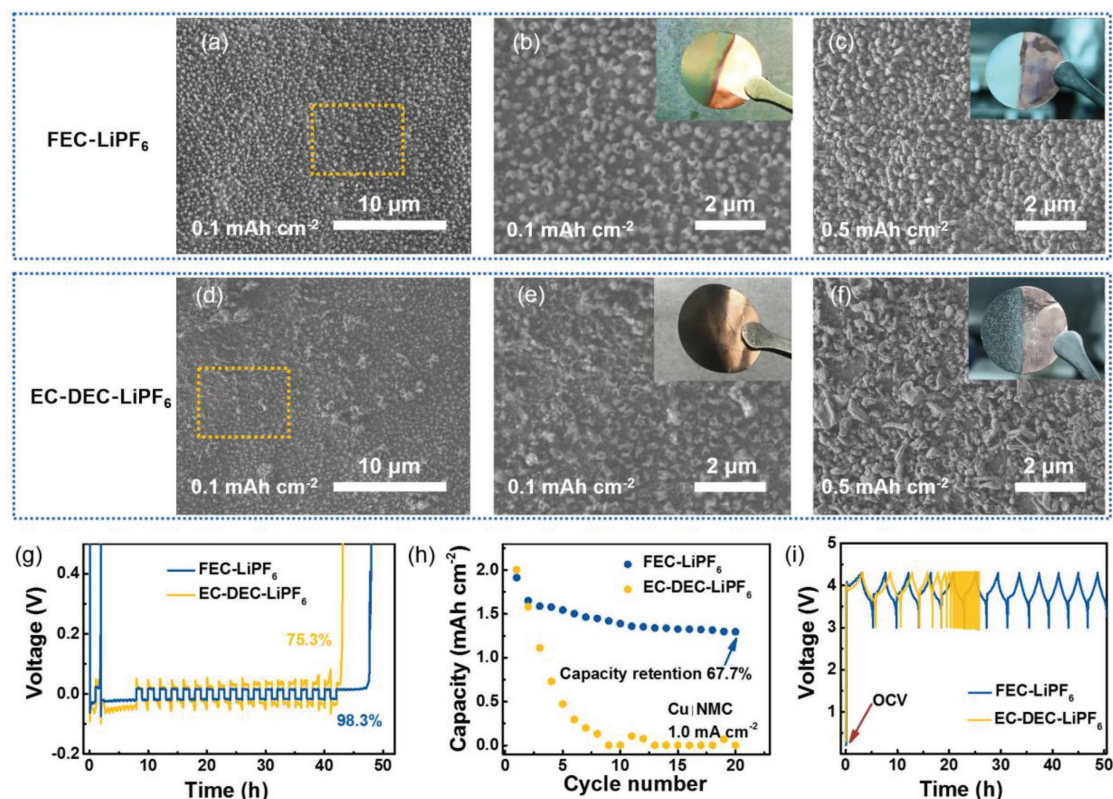 FEC-LiPF₆
(a)
10 μm
0.1 mAh cm⁻²
(b)
2 μm
0.1 mAh cm⁻²
(c)
2 μm
0.5 mAh cm⁻²
EC-DEC-LiPF₆
(d)
10 μm
0.1 mAh cm⁻²
(e)
2 μm
0.1 mAh cm⁻²
(f)
2 μm
0.5 mAh cm⁻²
(g)
Voltage (V)
0.4
0.2
0.0
-0.2
FEC-LiPF₆
EC-DEC-LiPF₆
75.3%
98.3%
0 10 20 30 40 50
Time (h)
(h)
Capacity (mAh cm⁻²)
2.0
1.5
1.0
0.5
0.0
FEC-LiPF₆
EC-DEC-LiPF₆
Capacity retention 67.7%
Cu|NMC
1.0 mA cm⁻²
0 5 10 15 20
Cycle number
(i)
Voltage (V)
5
4
3
2
1
FEC-LiPF₆
EC-DEC-LiPF₆
OCV
0 10 20 30 40 50
Time (h)